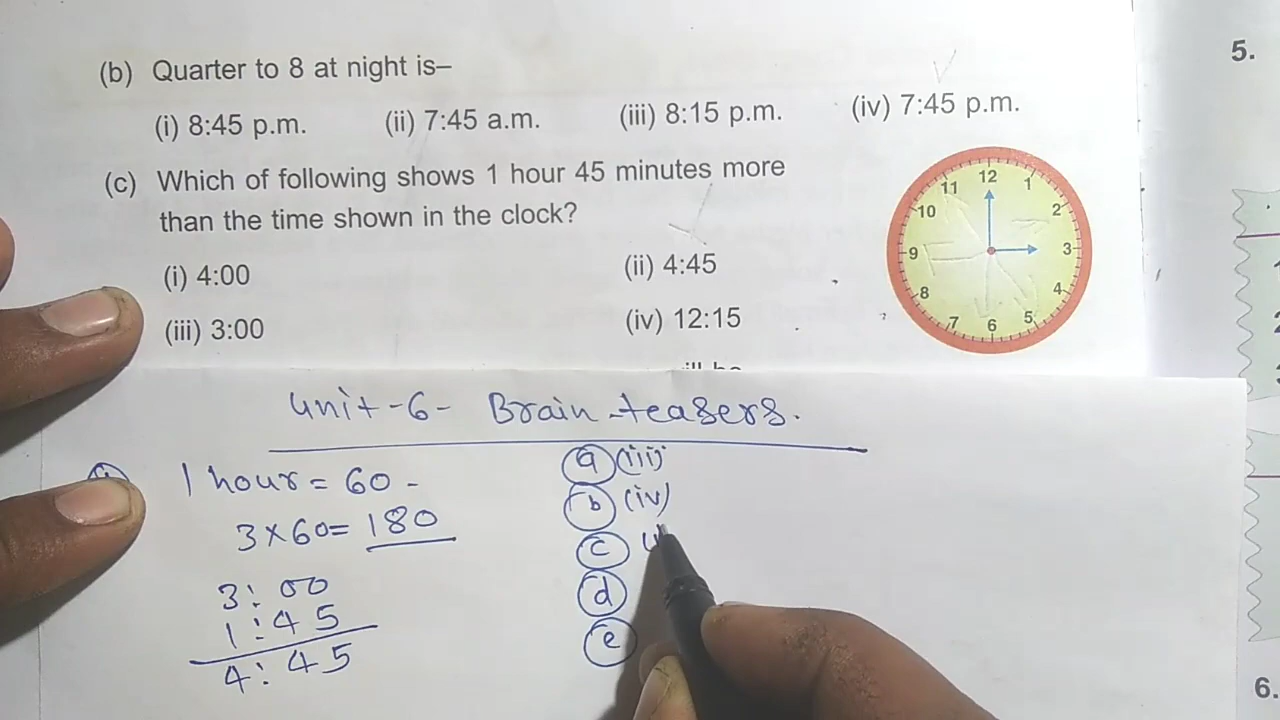 (b) Quarter to 8 at night is–
(i) 8:45 p.m. (ii) 7:45 a.m. (iii) 8:15 p.m. (iv) 7:45 p.m.
(c) Which of following shows 1 hour 45 minutes more
than the time shown in the clock?
(i) 4:00 (ii) 4:45
(iii) 3:00 (iv) 12:15
12
1
2
3
4
5
6
7
8
9
10
11
5.
6.
Unit-6- Brain-teasers.
1 hour = 60 -
3×60= 180
3:00
1:45
4:45
a (iii)
b (iv)
c
d
e